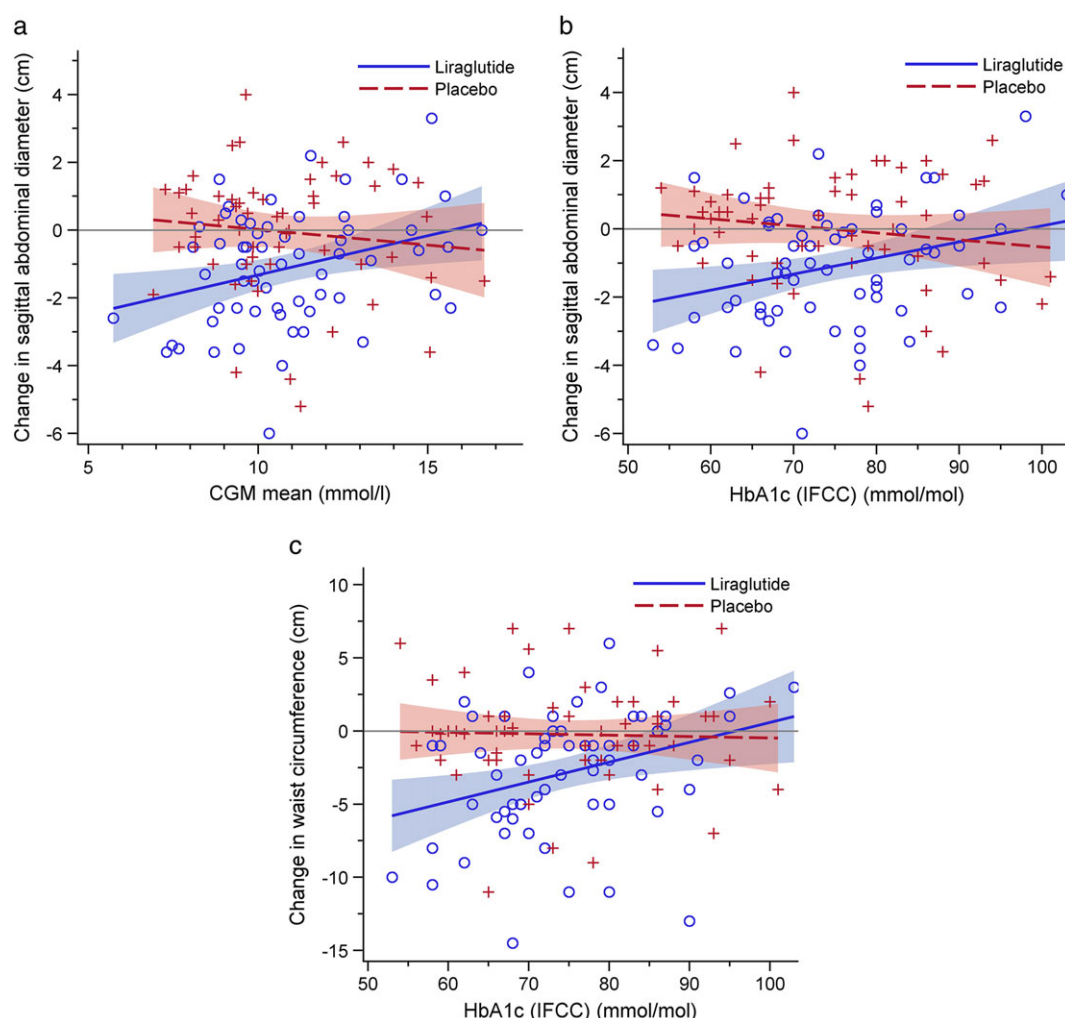 a
Change in sagittal abdominal diameter (cm)
4
2
0
-2
-4
-6
Liraglutide
Placebo
5
10
15
CGM mean (mmol/l)
b
Change in sagittal abdominal diameter (cm)
4
2
0
-2
-4
-6
Liraglutide
Placebo
50
60
70
80
90
100
HbA1c (IFCC) (mmol/mol)
c
Change in waist circumference (cm)
10
5
0
-5
-10
-15
Liraglutide
Placebo
50
60
70
80
90
100
HbA1c (IFCC) (mmol/mol)